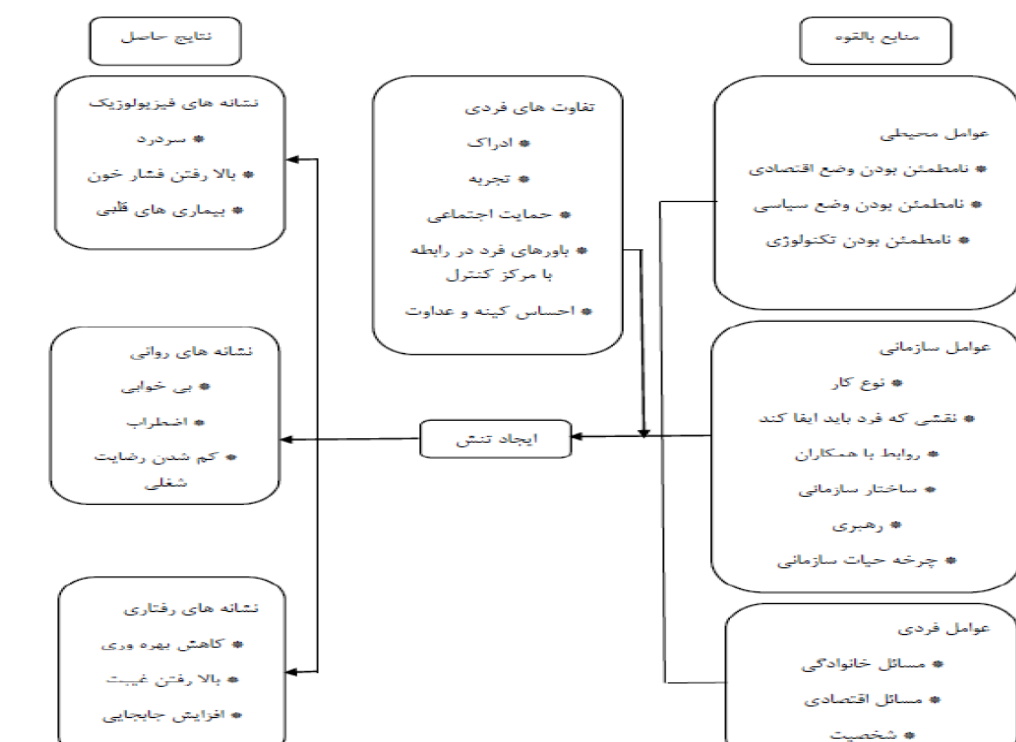 منابع بالقوه
عوامل محیطی
* نامطمئن بودن وضع اقتصادی
* نامطمئن بودن وضع سیاسی
* نامطمئن بودن تکنولوژی
عوامل سازمانی
* نوع کار
* نقشی که فرد باید ایفا کند
* روابط با همکاران
* ساختار سازمانی
* رهبری
* چرخه حیات سازمانی
عوامل فردی
* مسائل خانوادگی
* مسائل اقتصادی
* شخصیت
تفاوت های فردی
* ادراک
* تجربه
* حمایت اجتماعی
* باورهای فرد در رابطه
با مرکز کنترل
* احساس کینه و عداوت
ایجاد تنش
نتایج حاصل
نشانه های فیزیولوژیک
* سردرد
* بالا رفتن فشار خون
* بیماری های قلبی
نشانه های روانی
* بی خوابی
* اضطراب
* کم شدن رضایت
شغلی
نشانه های رفتاری
* کاهش بهره وری
* بالا رفتن غیبت
* افزایش جابجایی